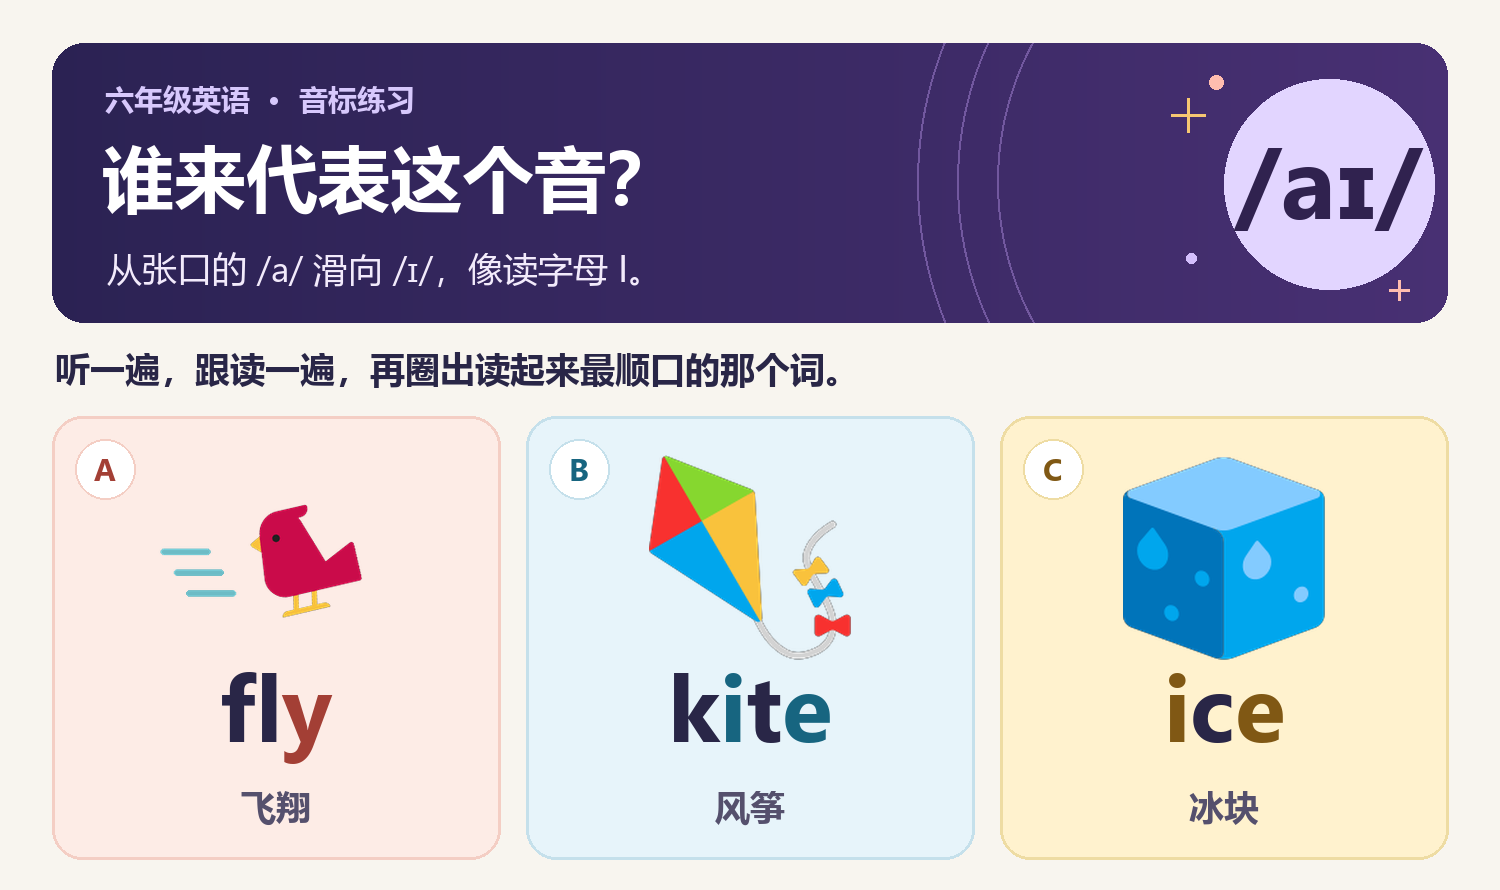 六年级英语 • 音标练习
谁来代表这个音?
从张口的 /a/ 滑向 /ɪ/，像读字母 I。
/aɪ/
听一遍，跟读一遍，再圈出读起来最顺口的那个词。
A
fly
飞翔
B
kite
风筝
C
ice
冰块